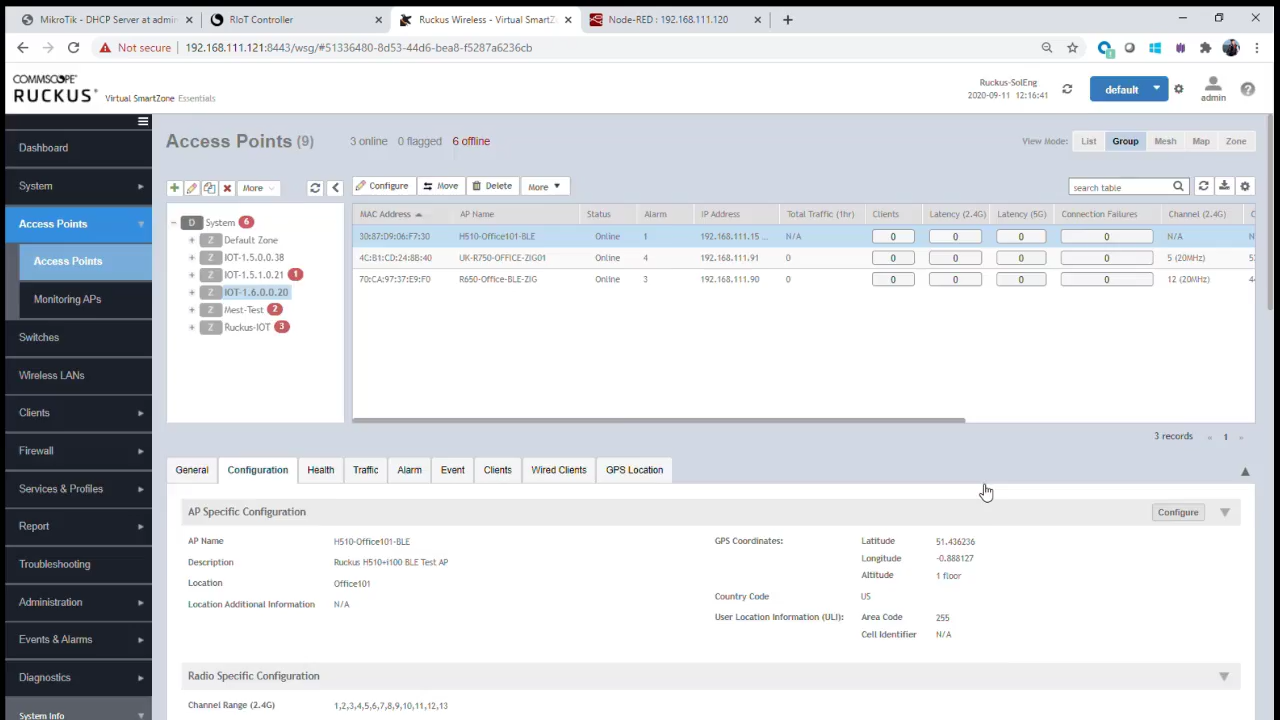 MikroTik - DHCP Server at admin
RIoT Controller
Ruckus Wireless - Virtual SmartZ
Node-RED : 192.168.111.120
Not secure 192.168.111.121:8443/wsg/#51336480-8d53-44d6-bea8-f5287a6236cb
COMMSCOPE
RUCKUS Virtual SmartZone Essentials
Ruckus-SolEng
2020-09-11 12:16:41
default
admin
Dashboard
System
Access Points
Access Points
Monitoring APs
Switches
Wireless LANs
Clients
Firewall
Services & Profiles
Report
Troubleshooting
Administration
Events & Alarms
Diagnostics
System Info
Access Points (9) 3 online 0 flagged 6 offline
View Mode: List Group Mesh Map Zone
More
Configure Move Delete More
search table
D System 6
Z Default Zone
Z IOT-1.5.0.0.38
Z IOT-1.5.1.0.21 1
Z IOT-1.6.0.0.20
Z Mest-Test 2
Z Ruckus-IOT 3
MAC Address AP Name Status Alarm IP Address Total Traffic (1hr) Clients Latency (2.4G) Latency (5G) Connection Failures Channel (2.4G) C
30:87:D9:06:F7:30 H510-Office101-BLE Online 1 192.168.111.15 ... N/A 0 0 0 0 N/A N
4C:B1:CD:24:8B:40 UK-R750-OFFICE-ZIG01 Online 4 192.168.111.91 0 0 0 0 0 5 (20MHz)
70:CA:97:37:E9:F0 R650-Office-BLE-ZIG Online 3 192.168.111.90 0 0 0 0 0 12 (20MHz)
3 records « 1 »
General Configuration Health Traffic Alarm Event Clients Wired Clients GPS Location
AP Specific Configuration
Configure
AP Name H510-Office101-BLE
Description Ruckus H510+i100 BLE Test AP
Location Office101
Location Additional Information N/A
GPS Coordinates: Latitude 51.436236
Longitude -0.888127
Altitude 1 floor
Country Code US
User Location Information (ULI): Area Code 255
Cell Identifier N/A
Radio Specific Configuration
Channel Range (2.4G) 1,2,3,4,5,6,7,8,9,10,11,12,13